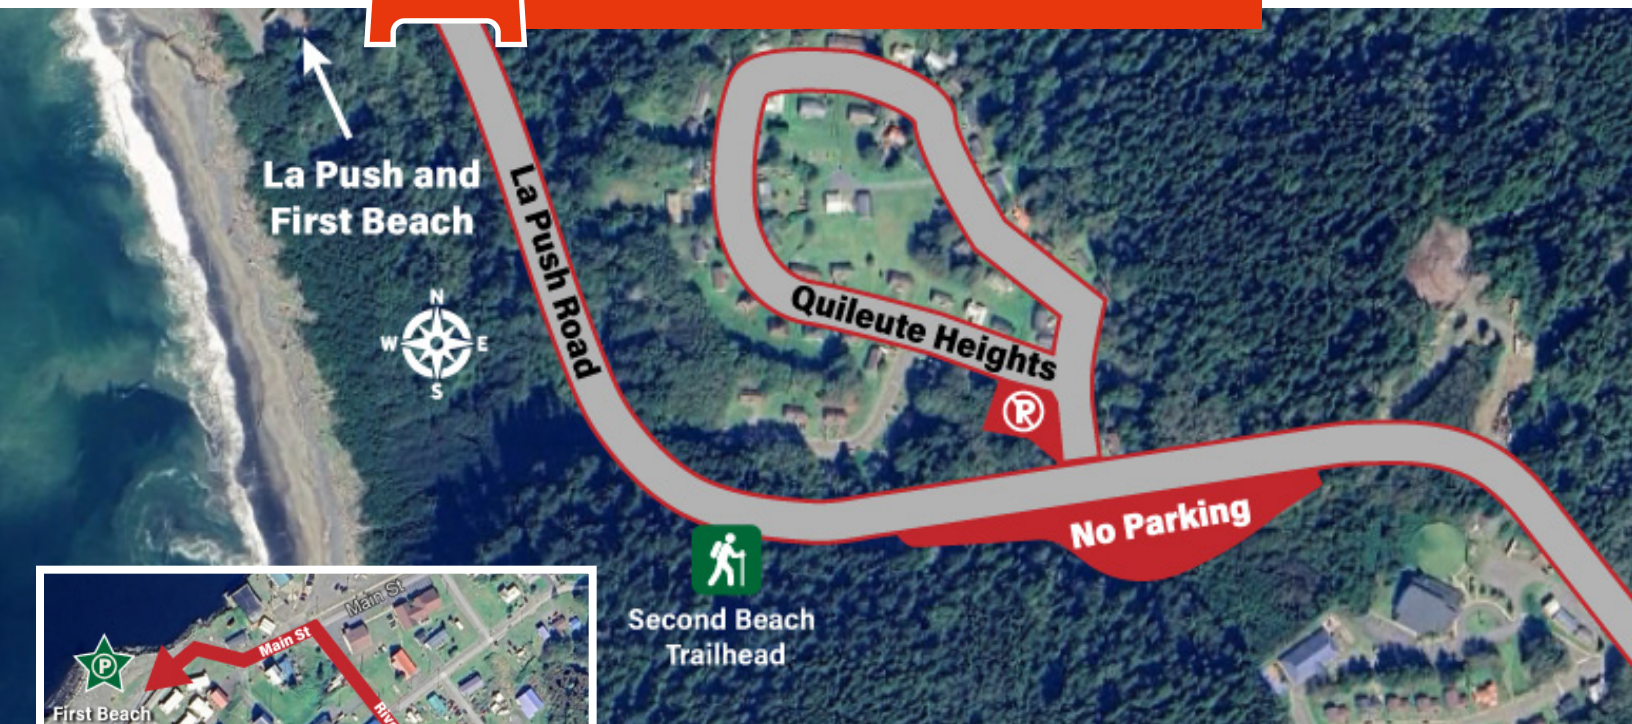 La Push and
First Beach
La Push Road
Quileute Heights
N
W
E
S
No Parking
Second Beach
Trailhead
Main St
Main St
P
First Beach